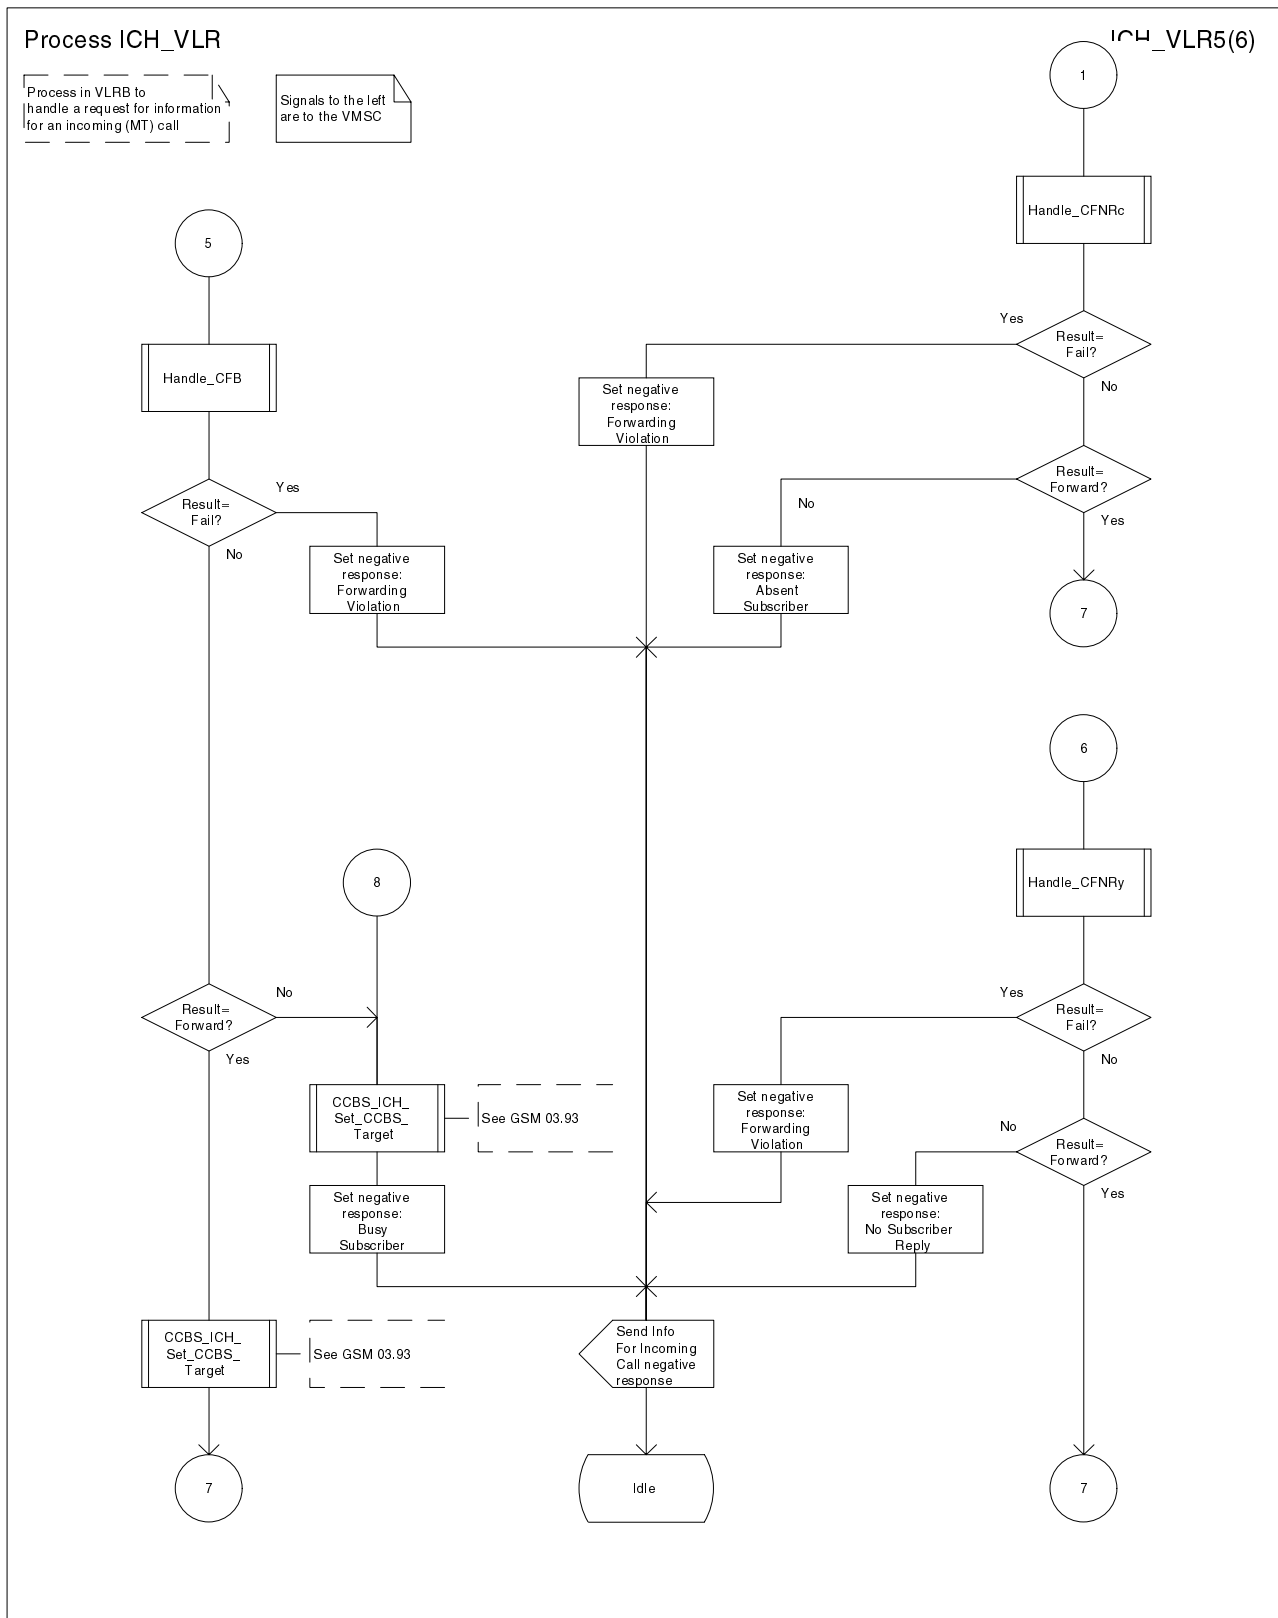 Process ICH_VLR
ICH_VLR5(6)
Process in VLRB to
handle a request for information
for an incoming (MT) call
Signals to the left
are to the VMSC
1
Handle_CFNRc
5
Yes
Result=
Fail?
No
Handle_CFB
Set negative
response:
Forwarding
Violation
Result=
Forward?
No
Yes
Yes
Result=
Fail?
No
Set negative
response:
Forwarding
Violation
Set negative
response:
Absent
Subscriber
7
6
8
Handle_CFNRy
No
Result=
Forward?
Yes
Yes
Result=
Fail?
No
CCBS_ICH_
Set_CCBS_
Target
See GSM 03.93
Set negative
response:
Forwarding
Violation
No
Result=
Forward?
Yes
Set negative
response:
Busy
Subscriber
Set negative
response:
No Subscriber
Reply
CCBS_ICH_
Set_CCBS_
Target
See GSM 03.93
Send Info
For Incoming
Call negative
response
7
Idle
7